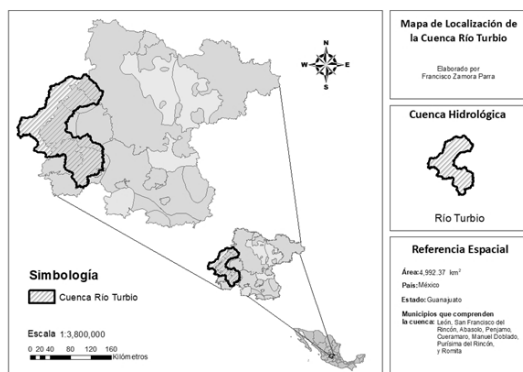 N
W E
S
Simbología
Cuenca Río Turbio
Escala 1:3,800,000
0 20 40 80 120 160
Kilómetros
Mapa de Localización de
la Cuenca Río Turbio
Elaborado por
Francisco Zamora Parra
Cuenca Hidrológica
Río Turbio
Referencia Espacial
Área:4,992.37 km²
País:México
Estado: Guanajuato
Municipios que comprenden
la cuenca: León, San Francisco del
Rincón, Abasolo, Penjamo,
Cueramaro, Manuel Doblado,
Purísima del Rincón,
y Romita